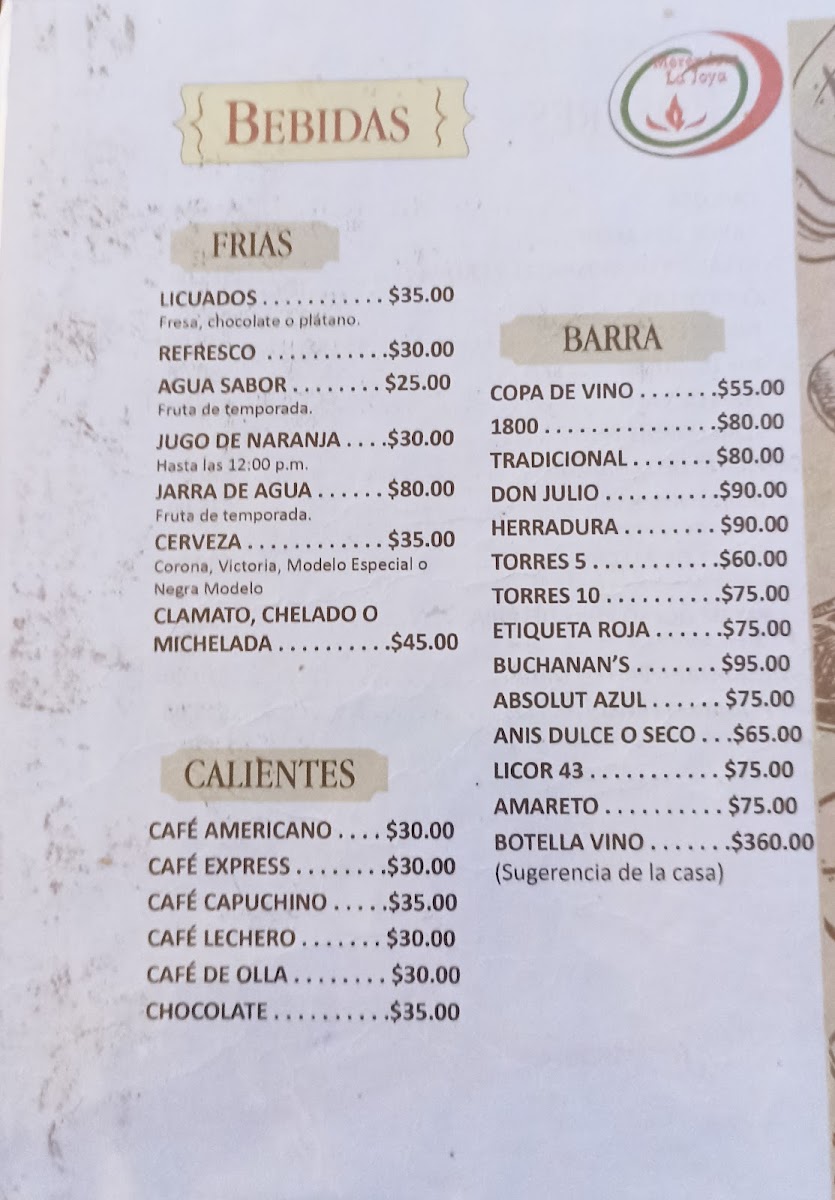 BEBIDAS
La Joya
FRIAS
LICUADOS . . . . . . . . . . . $35.00
Fresa, chocolate o plátano.
REFRESCO . . . . . . . . . . .$30.00
AGUA SABOR . . . . . . . . $25.00
Fruta de temporada.
JUGO DE NARANJA . . . .$30.00
Hasta las 12:00 p.m.
JARRA DE AGUA . . . . . . $80.00
Fruta de temporada.
CERVEZA . . . . . . . . . . . . $35.00
Corona, Victoria, Modelo Especial o
Negra Modelo
CLAMATO, CHELADO O
MICHELADA . . . . . . . . . .$45.00
CALIENTES
CAFÉ AMERICANO . . . . $30.00
CAFÉ EXPRESS . . . . . . . .$30.00
CAFÉ CAPUCHINO . . . . .$35.00
CAFÉ LECHERO . . . . . . . $30.00
CAFÉ DE OLLA . . . . . . . . $30.00
CHOCOLATE . . . . . . . . . .$35.00
BARRA
COPA DE VINO . . . . . . .$55.00
1800 . . . . . . . . . . . . . . .$80.00
TRADICIONAL . . . . . . . $80.00
DON JULIO . . . . . . . . . .$90.00
HERRADURA . . . . . . . . $90.00
TORRES 5 . . . . . . . . . . .$60.00
TORRES 10 . . . . . . . . . .$75.00
ETIQUETA ROJA . . . . . .$75.00
BUCHANAN’S . . . . . . . $95.00
ABSOLUT AZUL . . . . . . $75.00
ANIS DULCE O SECO . . .$65.00
LICOR 43 . . . . . . . . . . . $75.00
AMARETO . . . . . . . . . . $75.00
BOTELLA VINO . . . . . . .$360.00
(Sugerencia de la casa)